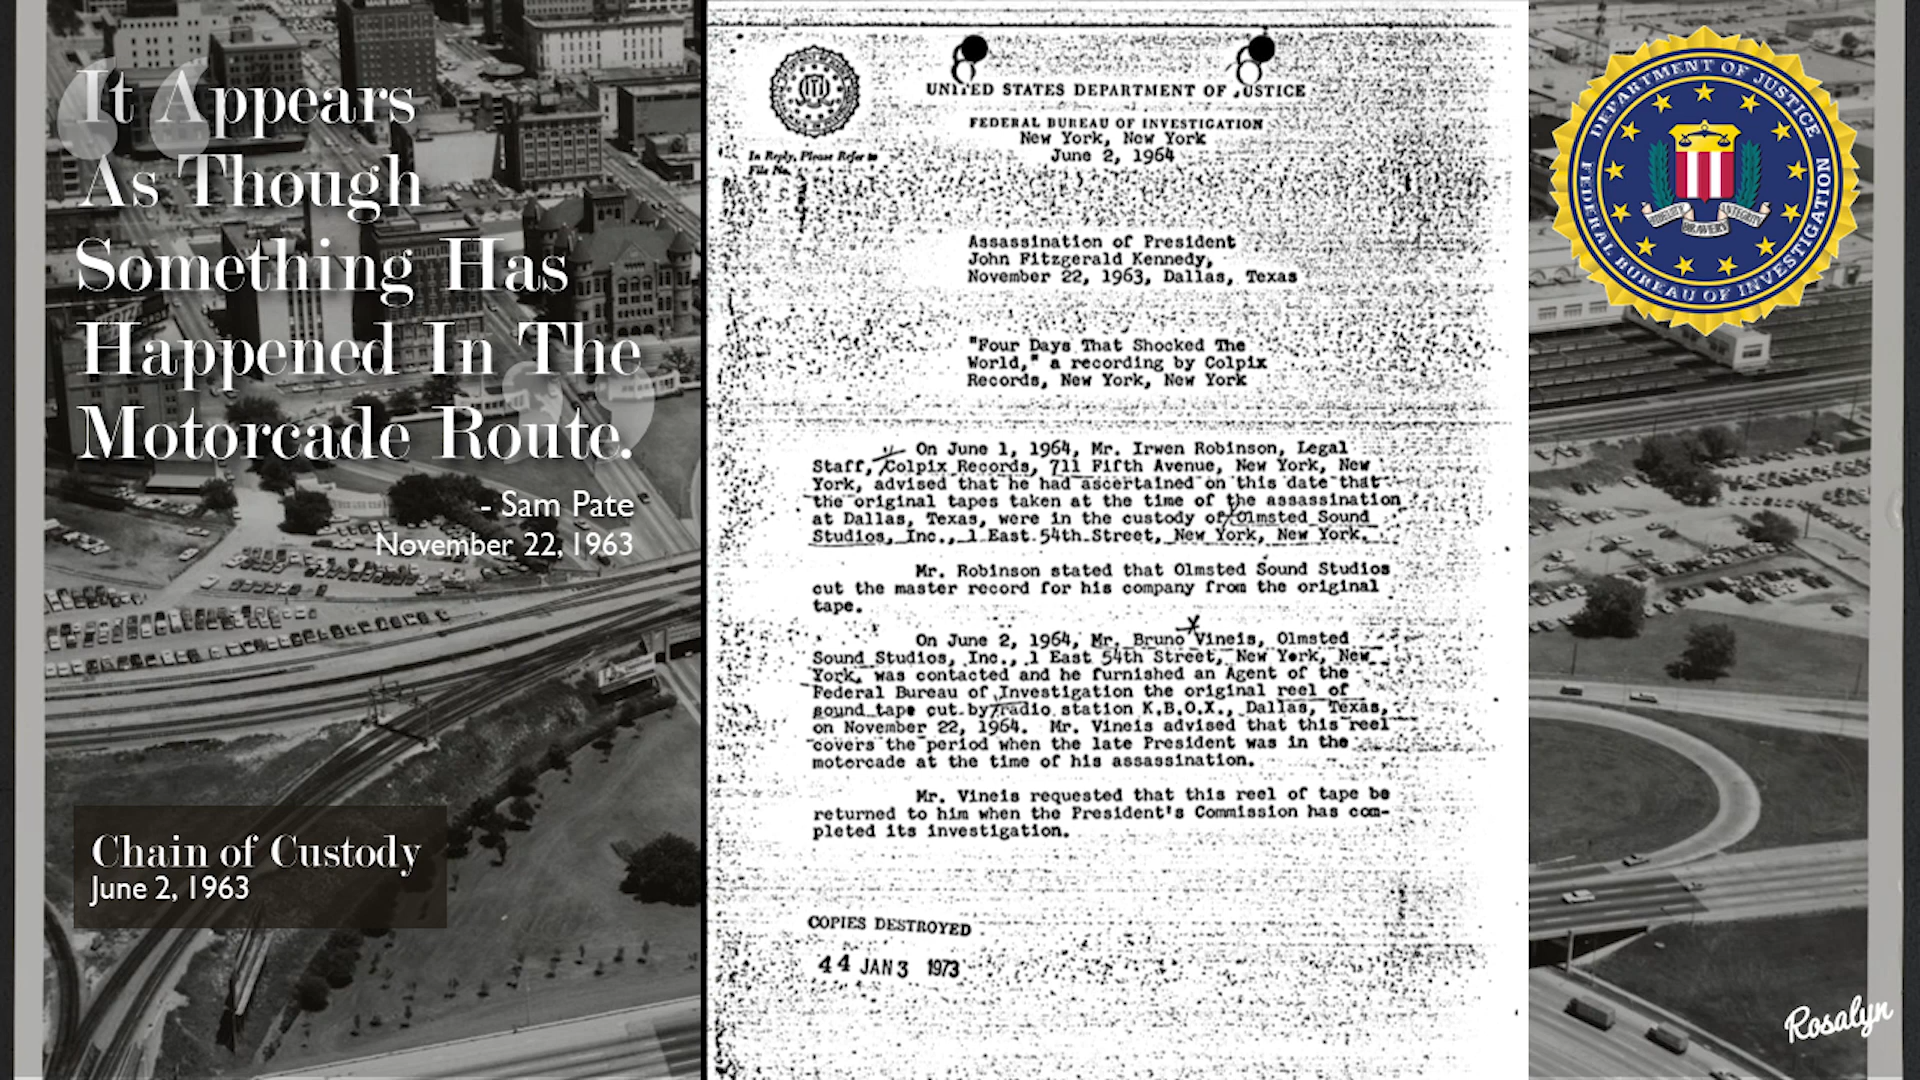 It Appears
As Though
Something Has
Happened In The
Motorcade Route.
- Sam Pate
November 22, 1963
Chain of Custody
June 2, 1963
UNITED STATES DEPARTMENT OF JUSTICE
FEDERAL BUREAU OF INVESTIGATION
New York, New York
June 2, 1964
In Reply, Please Refer to
File No.
Assassination of President
John Fitzgerald Kennedy,
November 22, 1963, Dallas, Texas
"Four Days That Shocked The
World," a recording by Colpix
Records, New York, New York
On June 1, 1964, Mr. Irwen Robinson, Legal
Staff, Colpix Records, 711 Fifth Avenue, New York, New
York, advised that he had ascertained on this date that
the original tapes taken at the time of the assassination
at Dallas, Texas, were in the custody of Olmsted Sound
Studios, Inc., 1 East 54th Street, New York, New York.
Mr. Robinson stated that Olmsted Sound Studios
cut the master record for his company from the original
tape.
On June 2, 1964, Mr. Bruno Vineis, Olmsted
Sound Studios, Inc., 1 East 54th Street, New York, New
York, was contacted and he furnished an Agent of the
Federal Bureau of Investigation the original reel of
sound tape cut by radio station K.B.O.X., Dallas, Texas,
on November 22, 1964. Mr. Vineis advised that this reel
covers the period when the late President was in the
motorcade at the time of his assassination.
Mr. Vineis requested that this reel of tape be
returned to him when the President's Commission has com-
pleted its investigation.
COPIES DESTROYED
44 JAN 3 1973
DEPARTMENT OF JUSTICE
FEDERAL BUREAU OF INVESTIGATION
FIDELITY BRAVERY INTEGRITY
Rosalyn